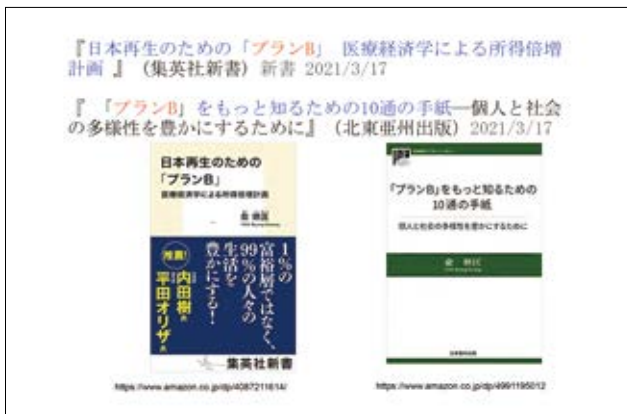 『日本再生のための「プランB」 医療経済学による所得倍増
計画 』（集英社新書）新書 2021/3/17
『 「プランB」をもっと知るための10通の手紙―個人と社会
の多様性を豊かにするために』（北東亜州出版）2021/3/17
日本再生のための
「プランB」
医療経済学による所得倍増計画
1%の
富裕層ではなく、
99%の人々の
生活を
豊かにする！
推薦！
内田樹氏
平田オリザ氏
集英社新書
https://www.amazon.co.jp/dp/4087211614/
「プランB」をもっと知るための
10通の手紙
個人と社会の多様性を豊かにするために
https://www.amazon.co.jp/dp/4991195012